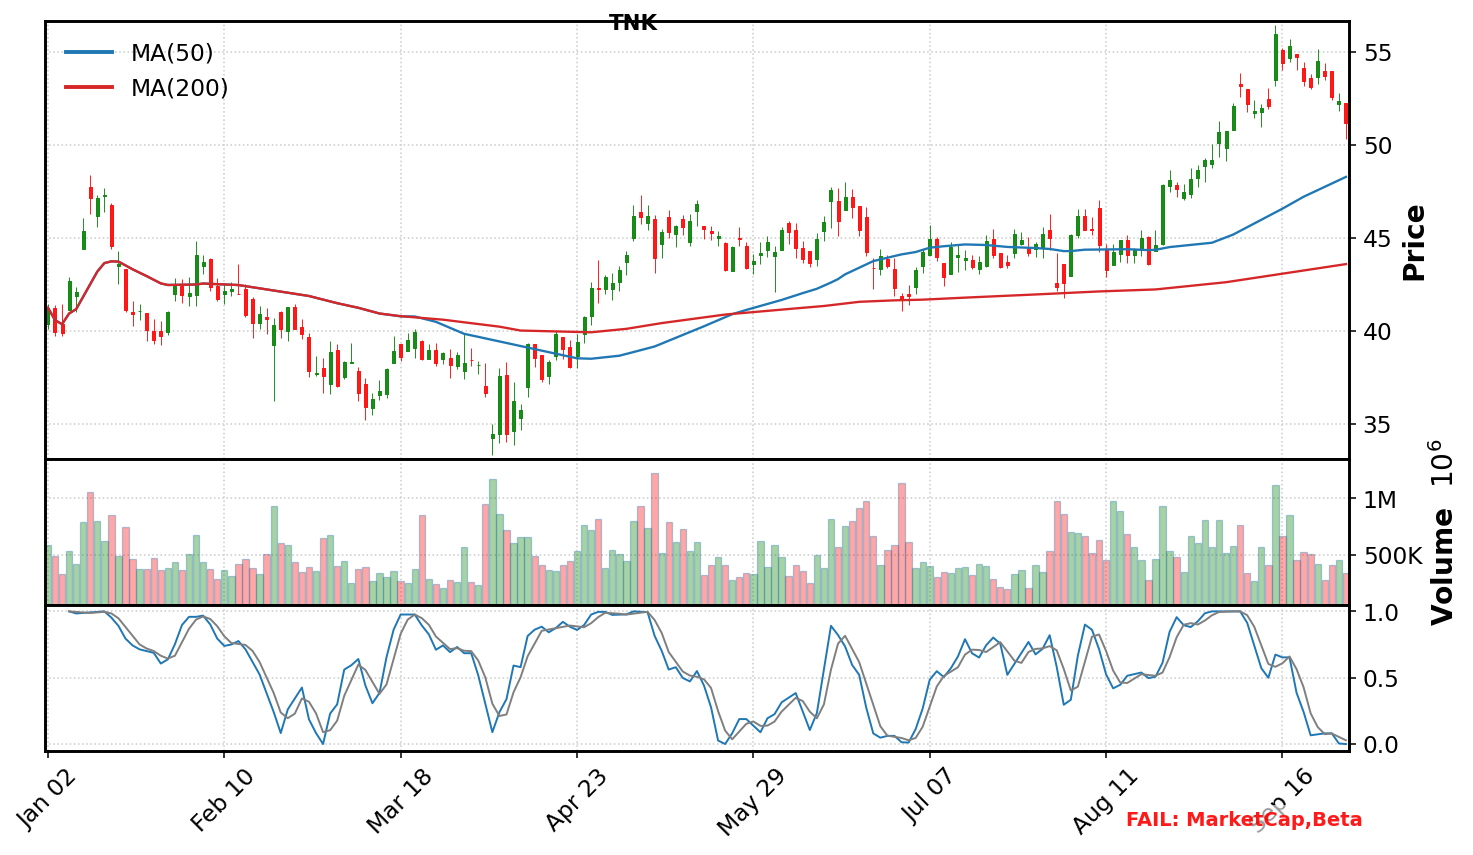 TNK
MA(50)
MA(200)
55
50
45
40
35
Price
10⁶
1M
500K
Volume
1.0
0.5
0.0
Jan 02
Feb 10
Mar 18
Apr 23
May 29
Jul 07
Aug 11
Sep 16
FAIL: MarketCap,Beta